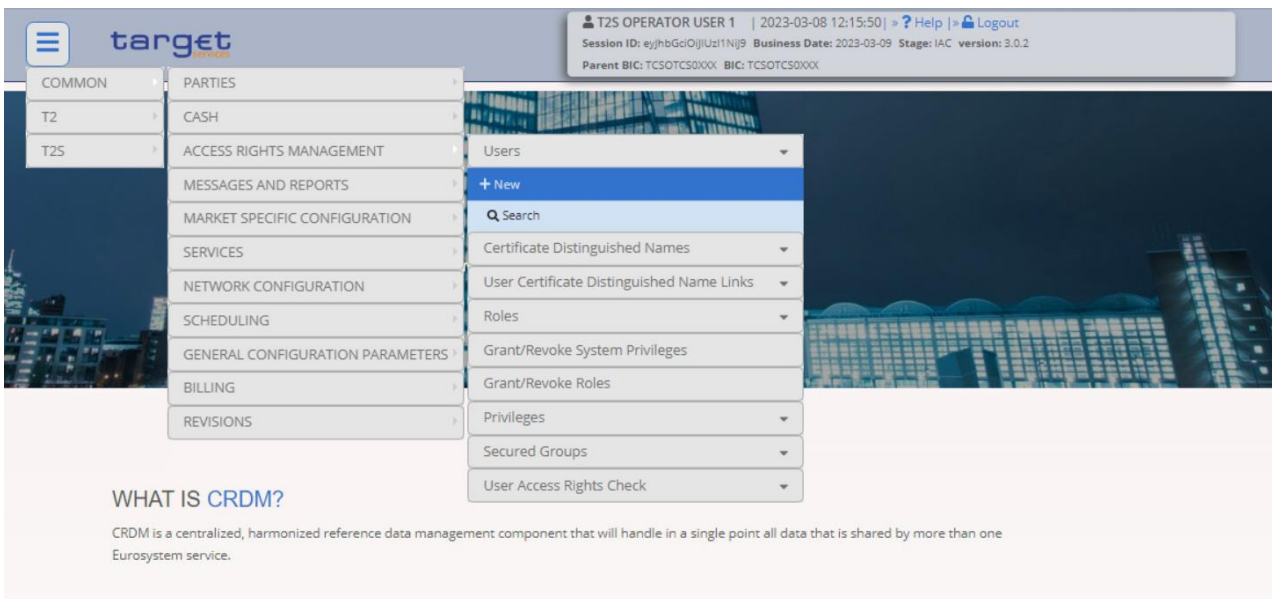 target
services
T2S OPERATOR USER 1 | 2023-03-08 12:15:50| » ? Help |» Logout
Session ID: eyJhbGciOiJIUzI1NiJ9 Business Date: 2023-03-09 Stage: IAC version: 3.0.2
Parent BIC: TCSOTCS0XXX BIC: TCSOTCS0XXX
COMMON
T2
T2S
PARTIES
CASH
ACCESS RIGHTS MANAGEMENT
MESSAGES AND REPORTS
MARKET SPECIFIC CONFIGURATION
SERVICES
NETWORK CONFIGURATION
SCHEDULING
GENERAL CONFIGURATION PARAMETERS
BILLING
REVISIONS
Users
+ New
Search
Certificate Distinguished Names
User Certificate Distinguished Name Links
Roles
Grant/Revoke System Privileges
Grant/Revoke Roles
Privileges
Secured Groups
User Access Rights Check
WHAT IS CRDM?
CRDM is a centralized, harmonized reference data management component that will handle in a single point all data that is shared by more than one
Eurosystem service.